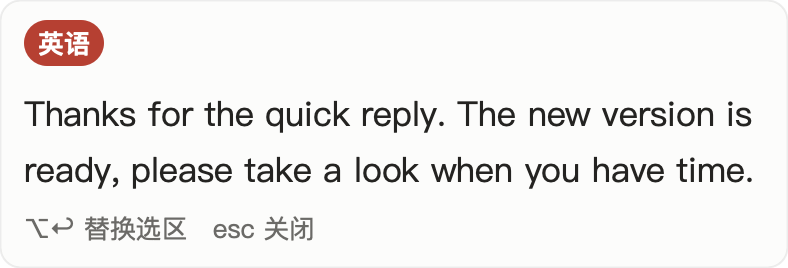 英语
Thanks for the quick reply. The new version is
ready, please take a look when you have time.
⌥↩ 替换选区 esc 关闭